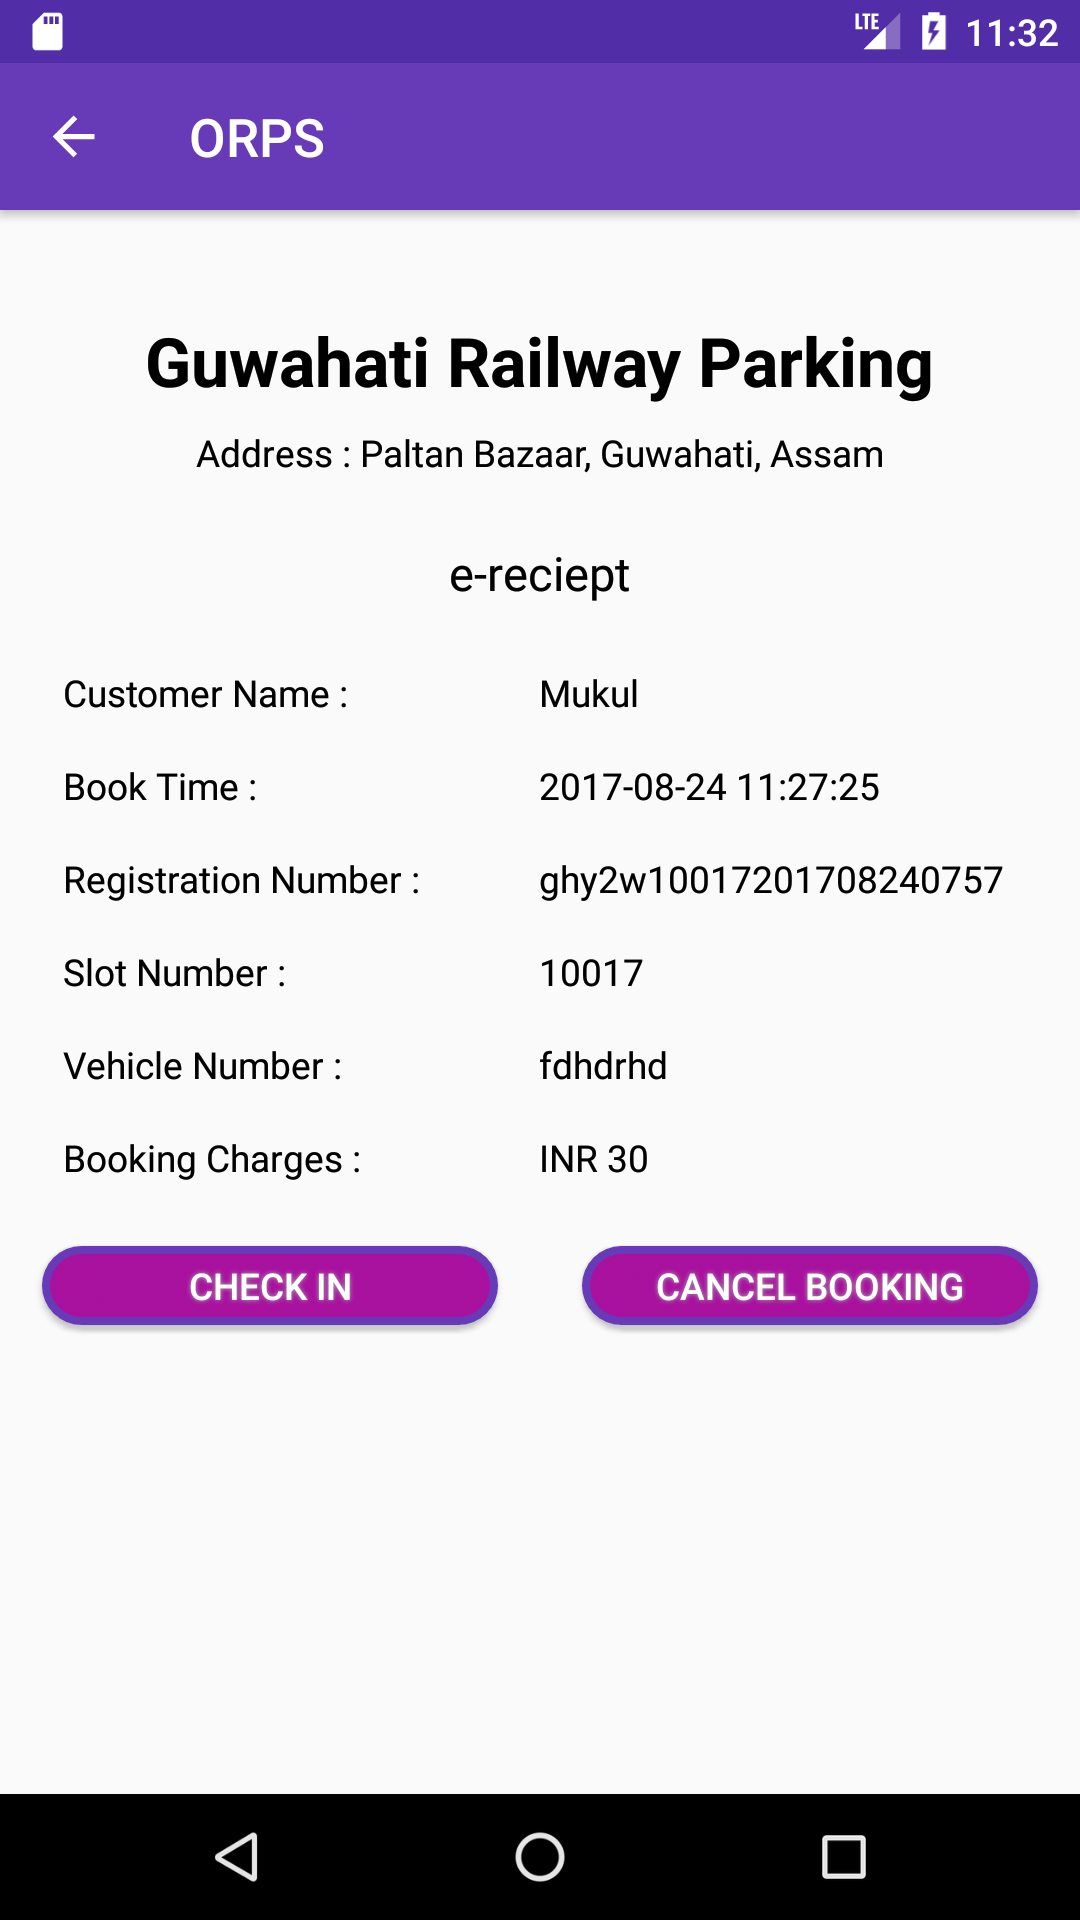 LTE 11:32
ORPS
Guwahati Railway Parking
Address : Paltan Bazaar, Guwahati, Assam
e-reciept
Customer Name : Mukul
Book Time : 2017-08-24 11:27:25
Registration Number : ghy2w10017201708240757
Slot Number : 10017
Vehicle Number : fdhdrhd
Booking Charges : INR 30
CHECK IN CANCEL BOOKING